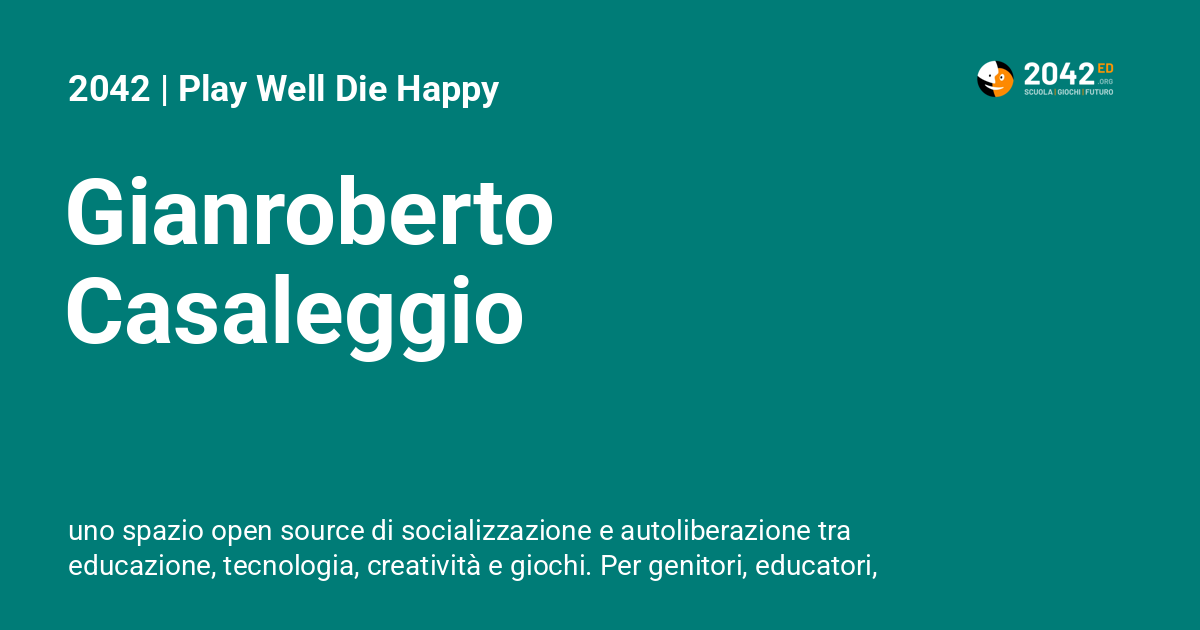 2042 | Play Well Die Happy
2042 ED
.ORG
SCUOLA | GIOCHI | FUTURO
Gianroberto
Casaleggio
uno spazio open source di socializzazione e autoliberazione tra
educazione, tecnologia, creatività e giochi. Per genitori, educatori,